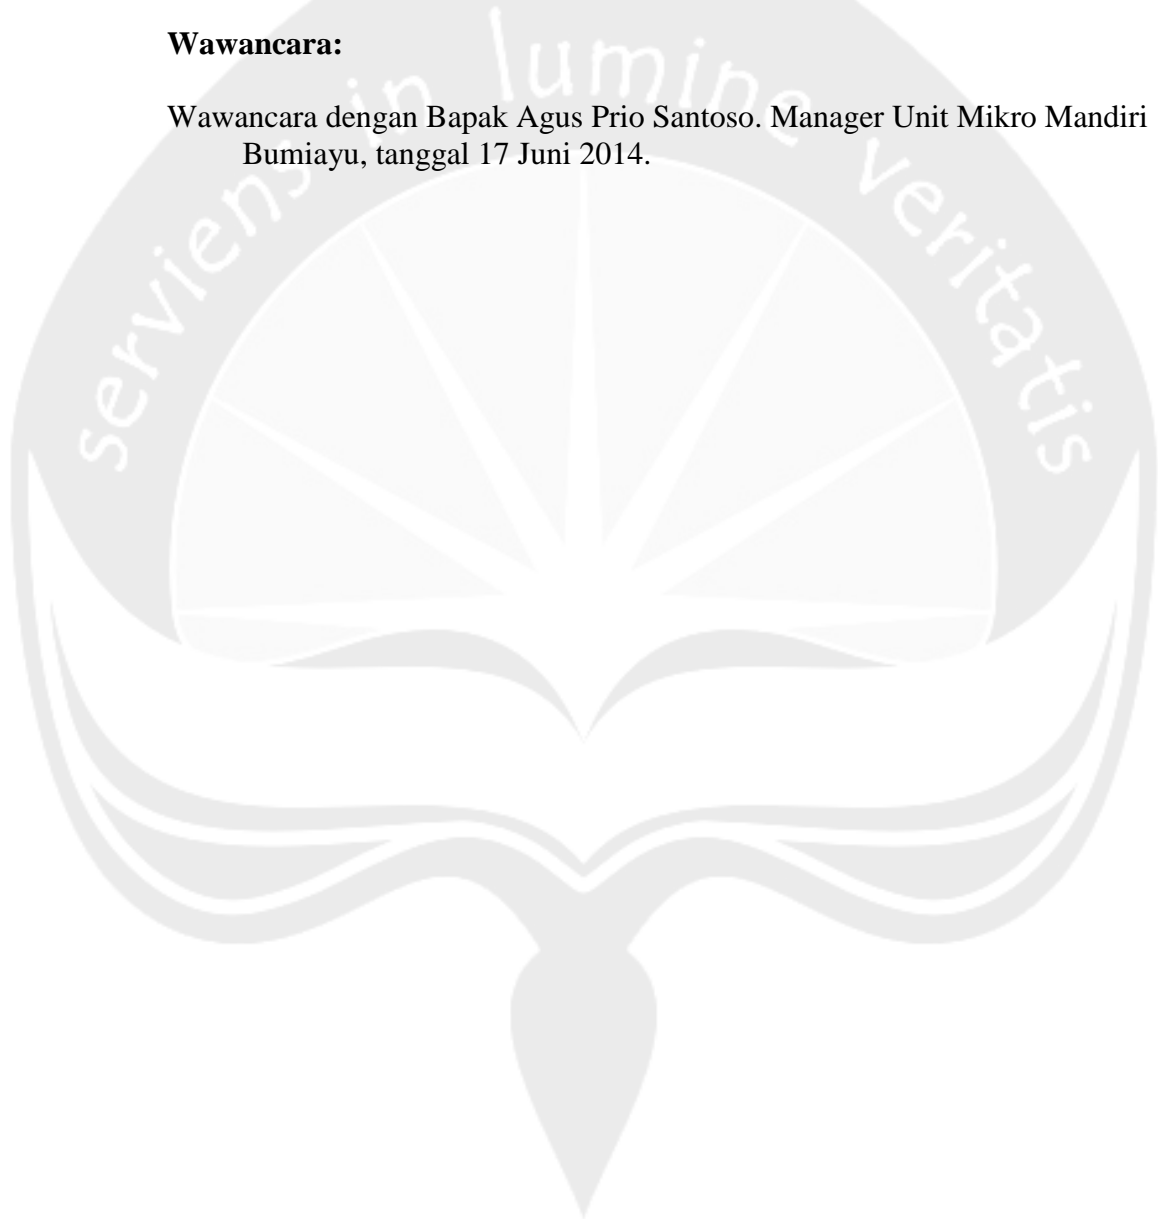 Wawancara:
Wawancara dengan Bapak Agus Prio Santoso. Manager Unit Mikro Mandiri
Bumiayu, tanggal 17 Juni 2014.
serviens in lumine veritatis